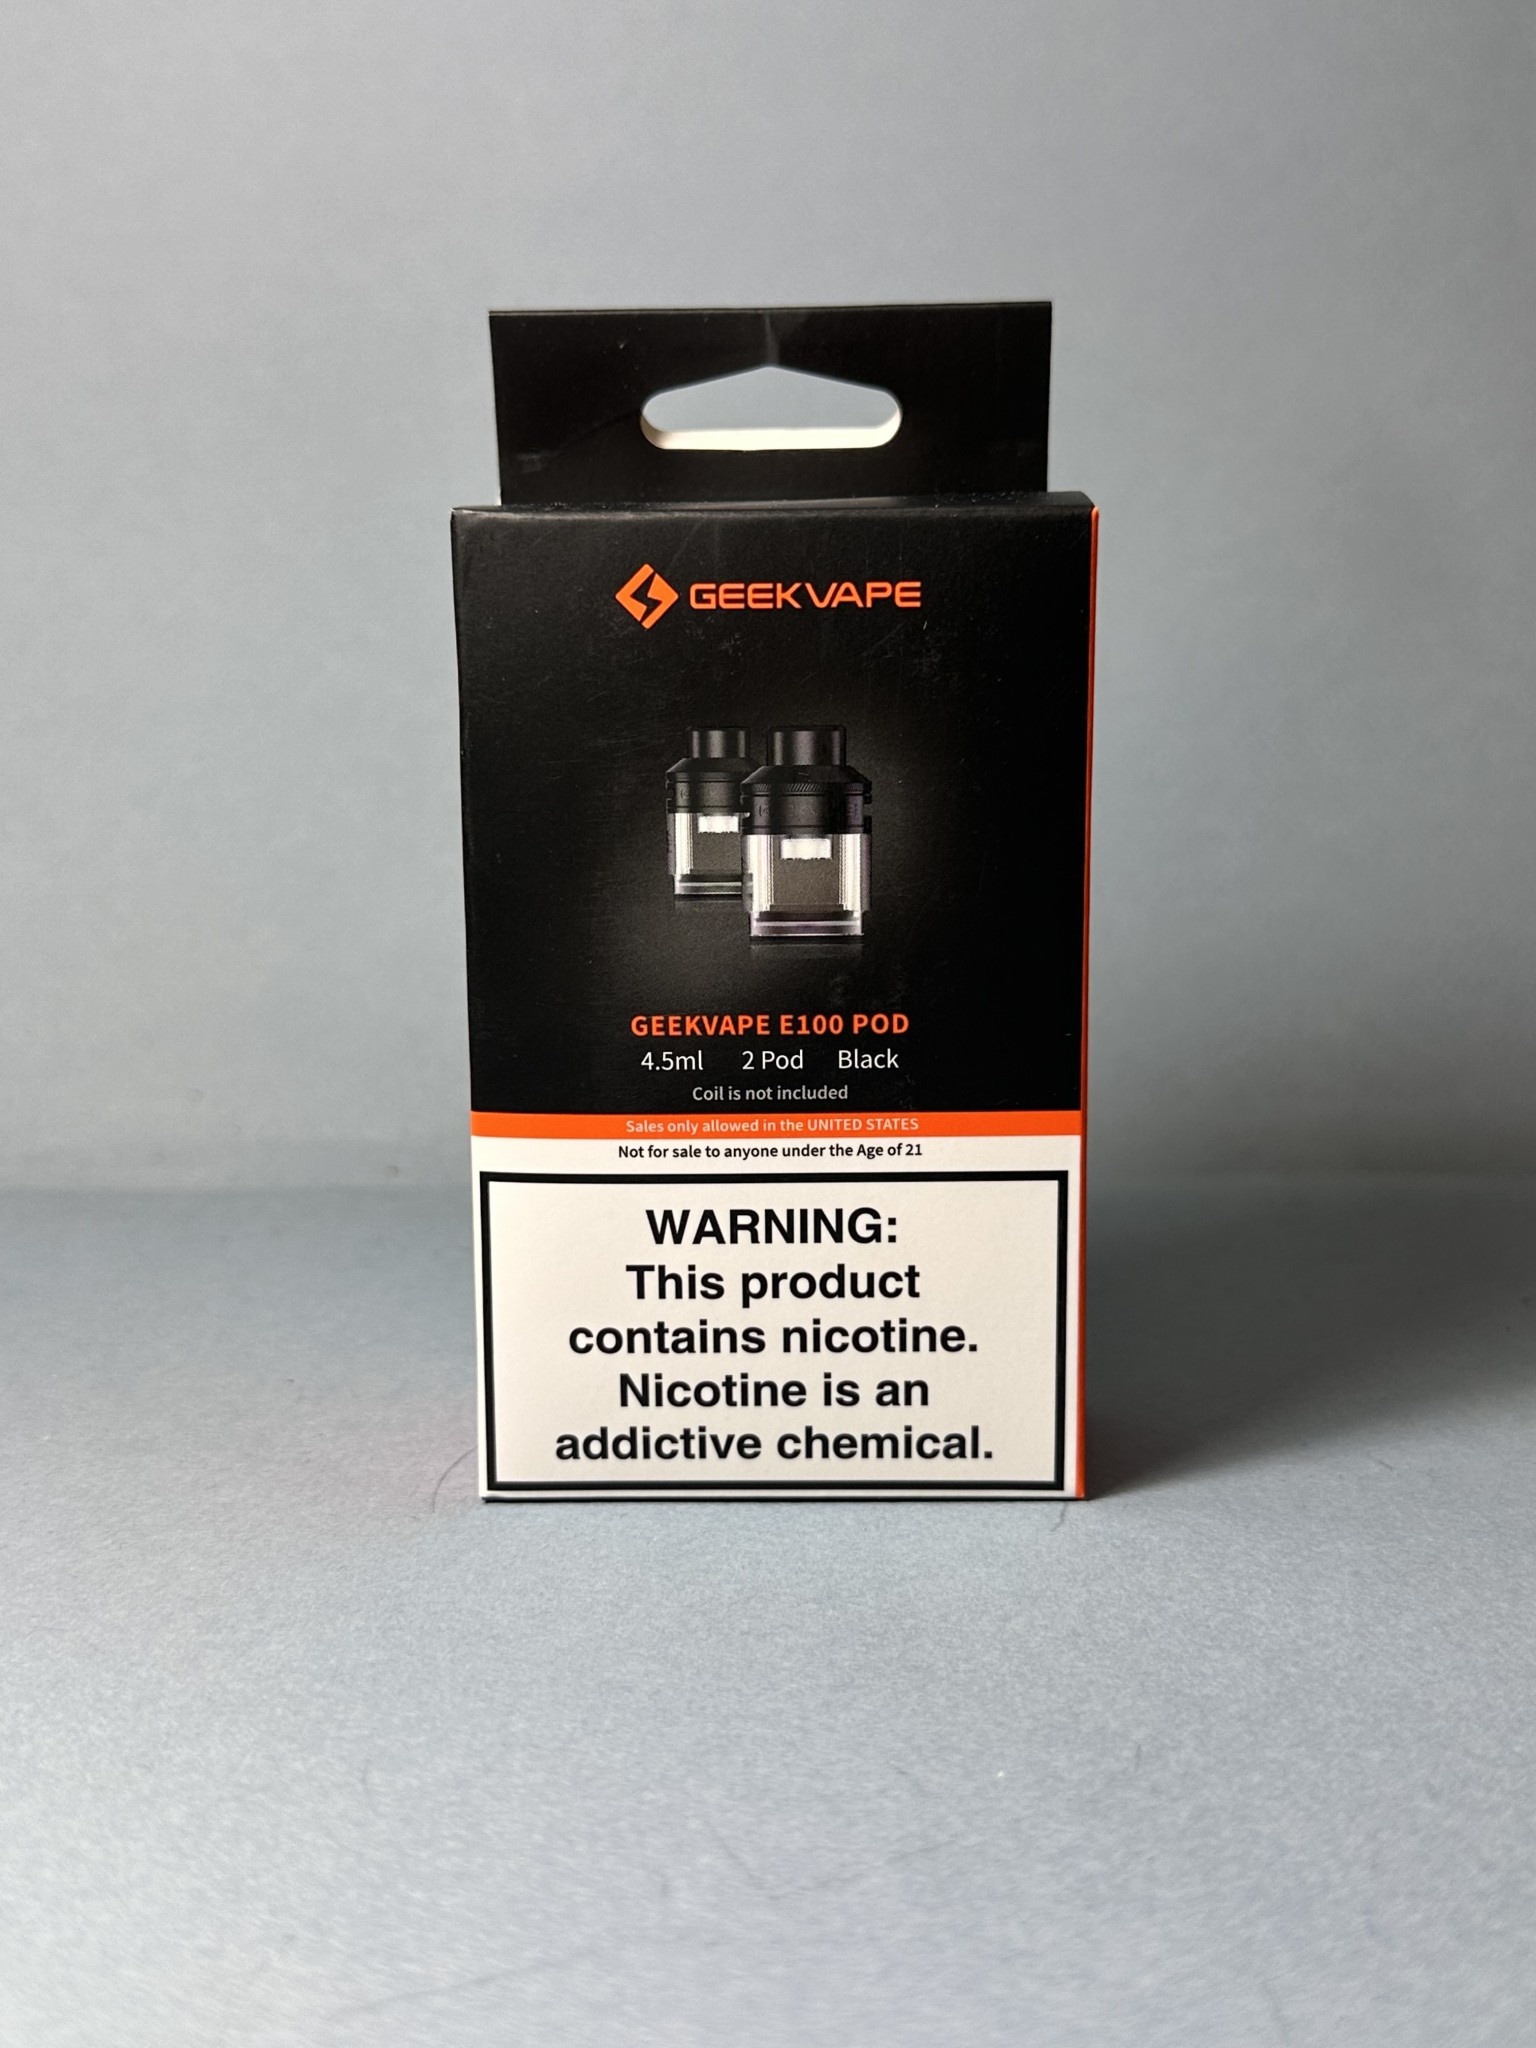 GEEKVAPE
GEEKVAPE E100 POD
4.5ml 2 Pod Black
Coil is not included
Sales only allowed in the UNITED STATES
Not for sale to anyone under the Age of 21
WARNING:
This product
contains nicotine.
Nicotine is an
addictive chemical.